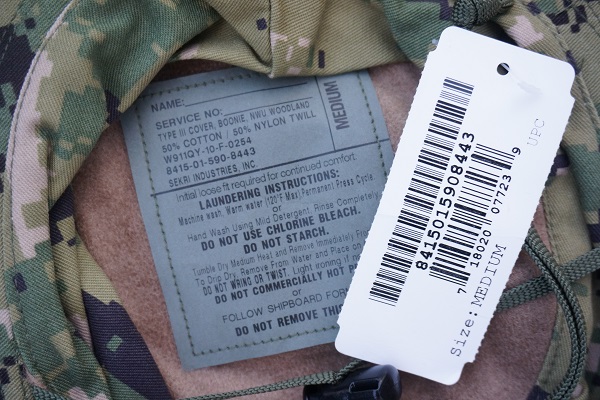 NAME:
SERVICE NO:
TYPE III COVER, BOONIE, NWU WOODLAND
50% COTTON / 50% NYLON TWILL
W911QY-10-F-0254
8415-01-590-8443
SEKRI INDUSTRIES, INC.
MEDIUM
Initial loose fit required for continued comfort:
LAUNDERING INSTRUCTIONS:
Machine wash, Warm water (120°F Max) Permanent Press Cycle.
or
Hand Wash Using Mild Detergent, Rinse Completely
DO NOT USE CHLORINE BLEACH.
DO NOT STARCH.
Tumble Dry Medium Heat and Remove Immediately
To Drip Dry, Remove From Water and Place on
DO NOT WRING OR TWIST. Light ironing if
DO NOT COMMERCIALLY HOT
or
FOLLOW SHIPBOARD
DO NOT REMOVE
8415015908443
7 18020 07723 9
UPC
Size: MEDIUM